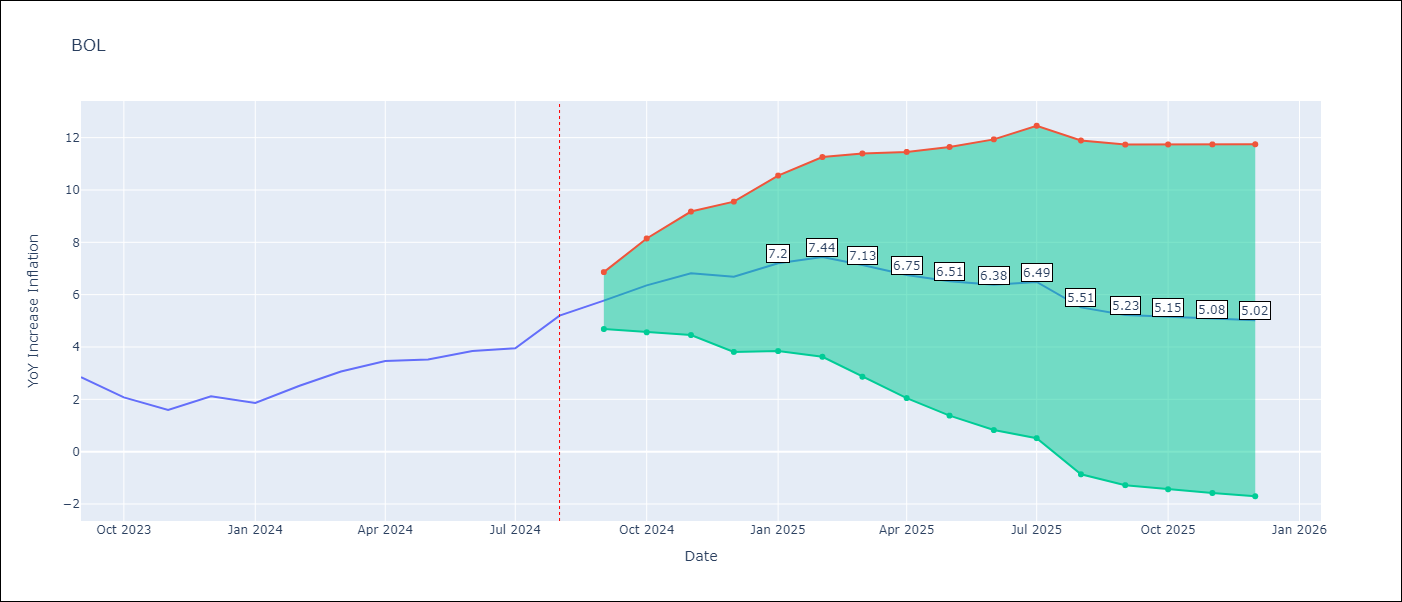 BOL
YoY Increase Inflation
12
10
8
6
4
2
0
−2
7.2
7.44
7.13
6.75
6.51
6.38
6.49
5.51
5.23
5.15
5.08
5.02
Oct 2023
Jan 2024
Apr 2024
Jul 2024
Oct 2024
Jan 2025
Apr 2025
Jul 2025
Oct 2025
Jan 2026
Date